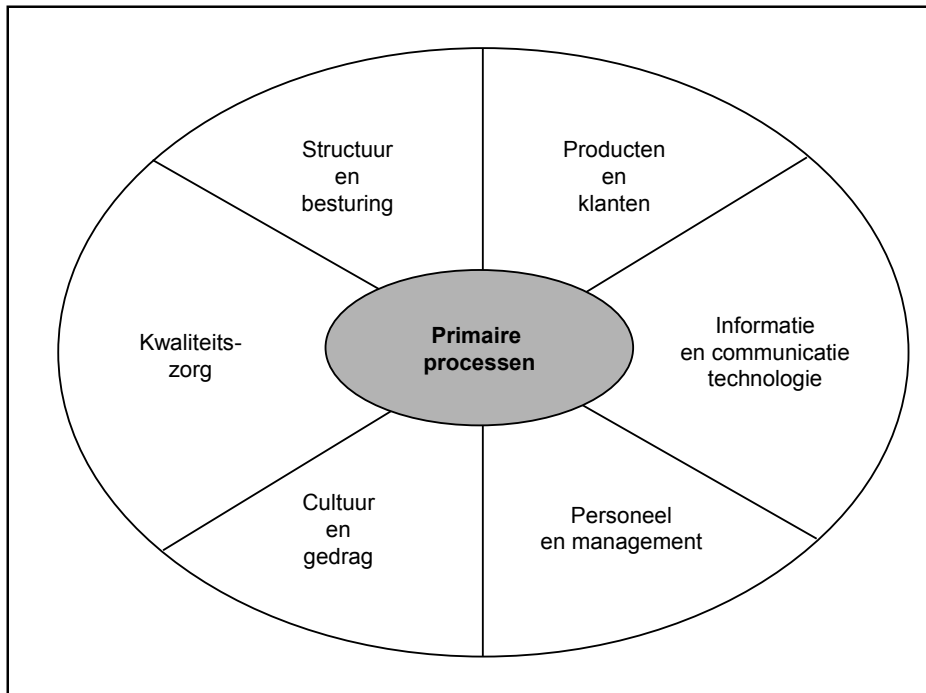 Structuur
en
besturing
Producten
en
klanten
Kwaliteits-
zorg
Primaire
processen
Informatie
en communicatie
technologie
Cultuur
en
gedrag
Personeel
en management